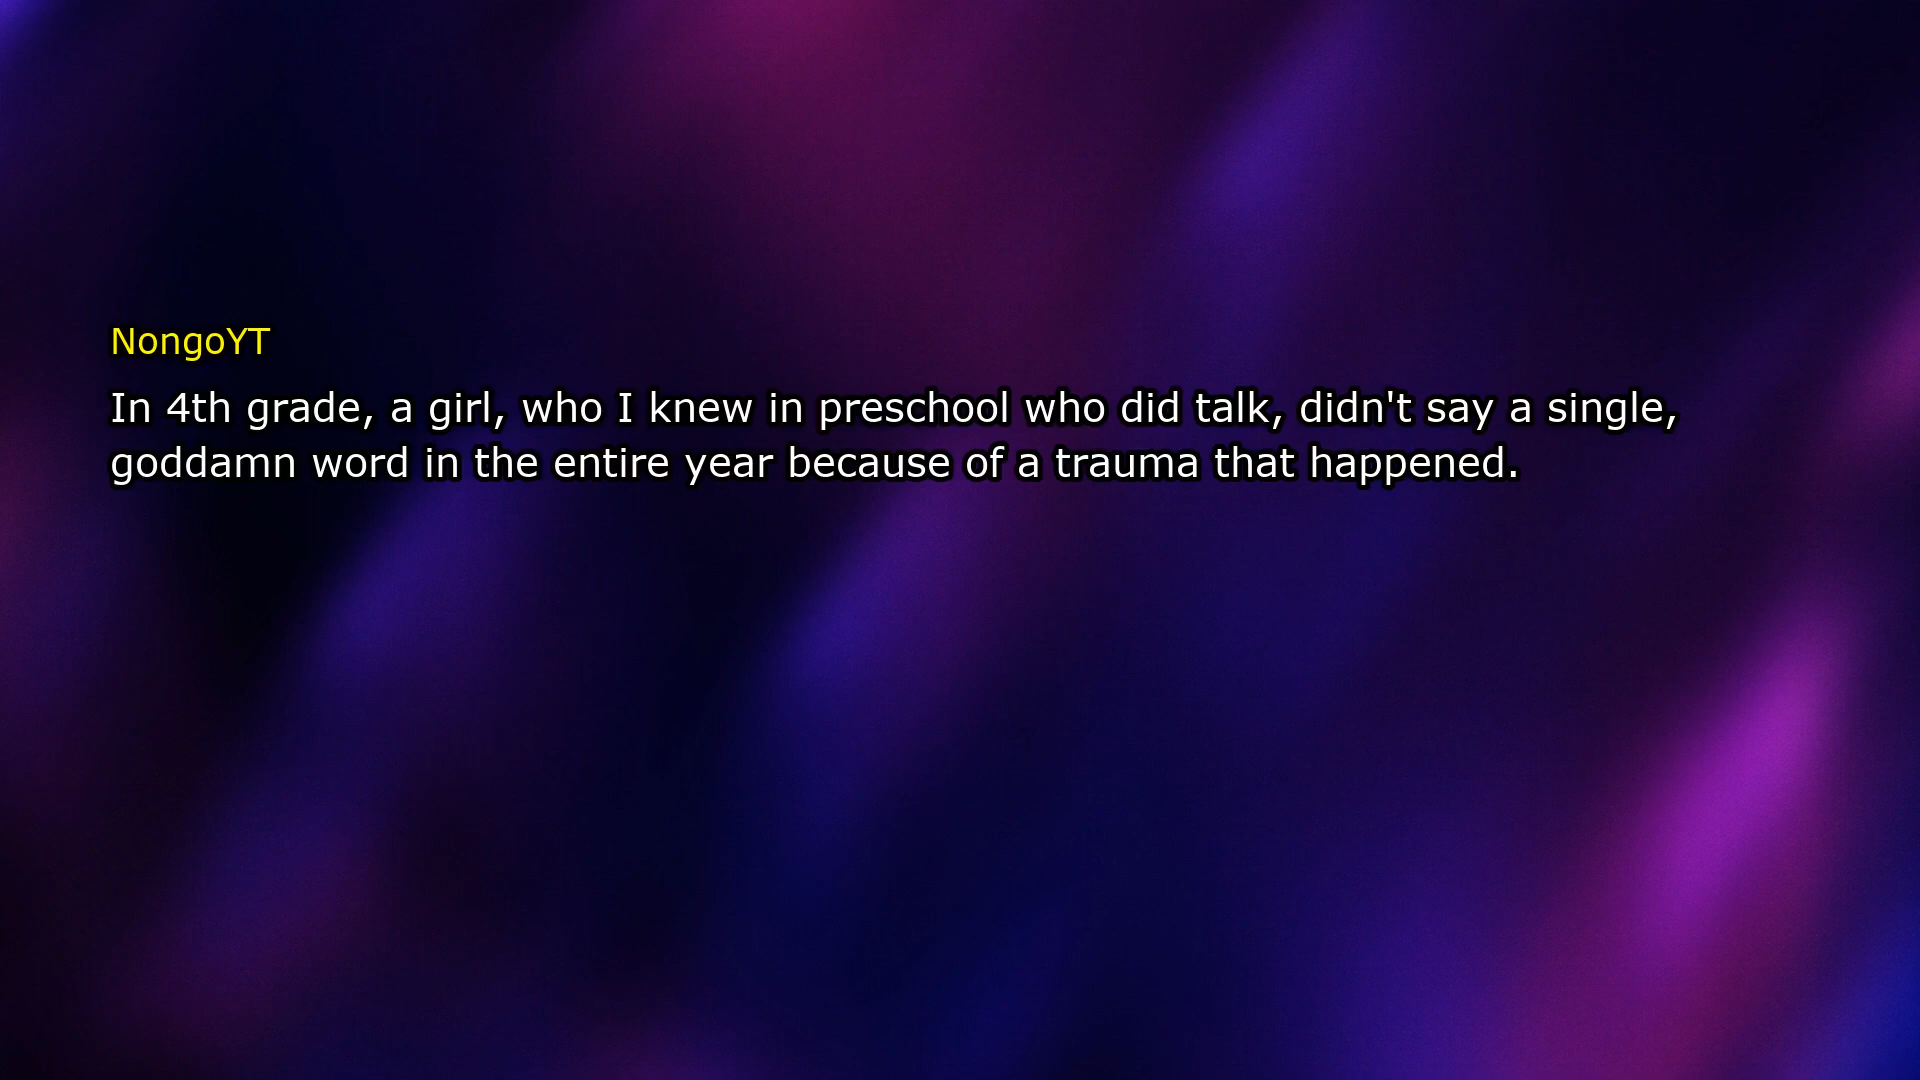 NongoYT
In 4th grade, a girl, who I knew in preschool who did talk, didn't say a single,
goddamn word in the entire year because of a trauma that happened.